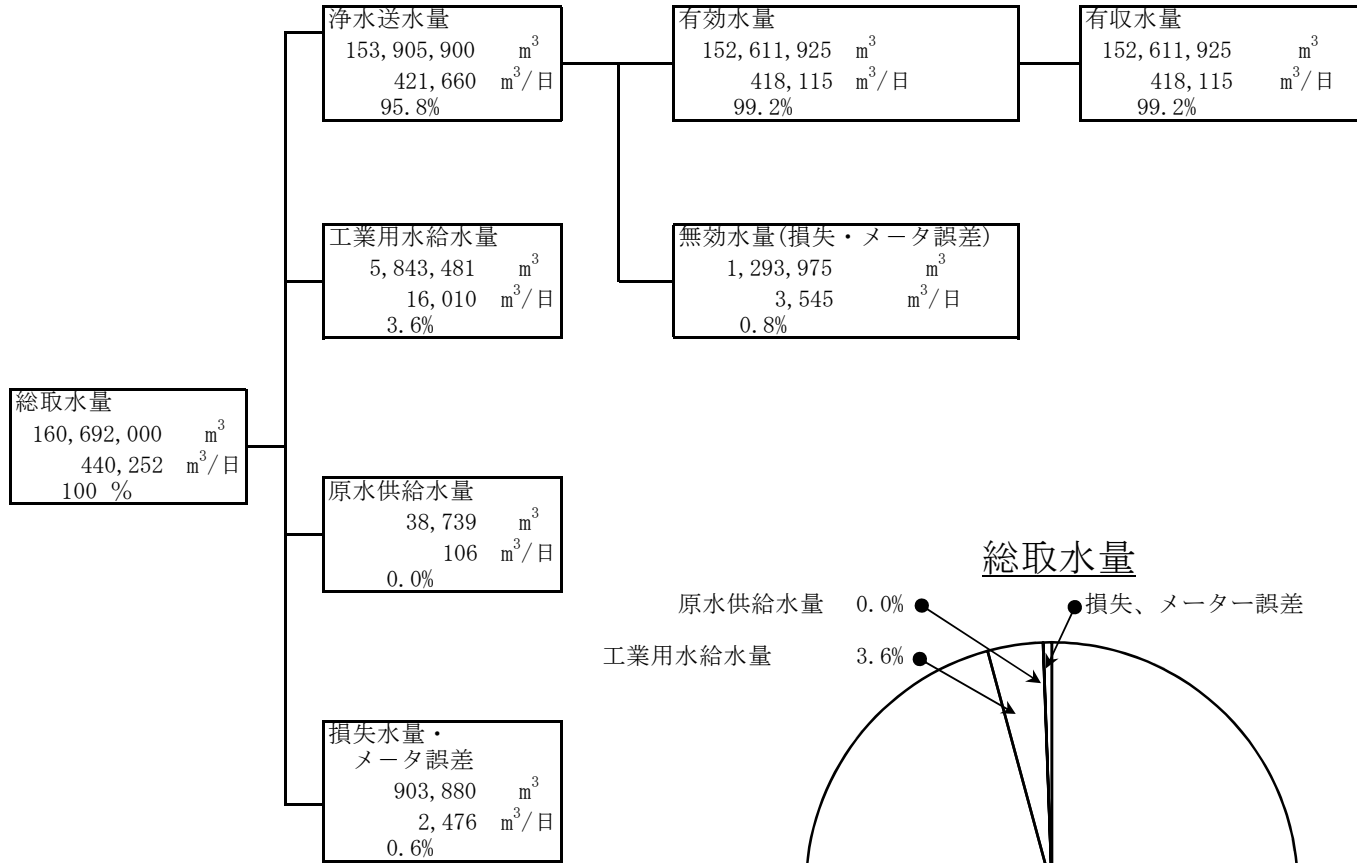 浄水送水量
153,905,900 m³
421,660 m³/日
95.8%
有効水量
152,611,925 m³
418,115 m³/日
99.2%
有収水量
152,611,925 m³
418,115 m³/日
99.2%
工業用水給水量
5,843,481 m³
16,010 m³/日
3.6%
無効水量(損失・メータ誤差)
1,293,975 m³
3,545 m³/日
0.8%
総取水量
160,692,000 m³
440,252 m³/日
100 %
原水供給水量
38,739 m³
106 m³/日
0.0%
損失水量・
メータ誤差
903,880 m³
2,476 m³/日
0.6%
総取水量
原水供給水量 0.0%
損失、メーター誤差
工業用水給水量 3.6%